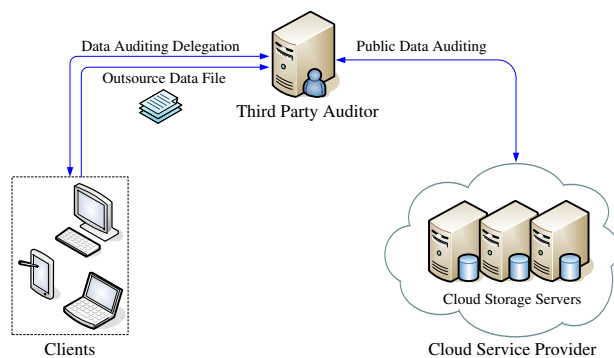 Data Auditing Delegation
Public Data Auditing
Outsource Data File
Third Party Auditor
Cloud Storage Servers
Clients
Cloud Service Provider